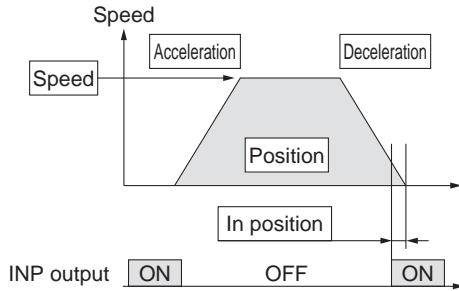 Speed
Acceleration
Deceleration
Speed
Position
In position
INP output ON OFF ON